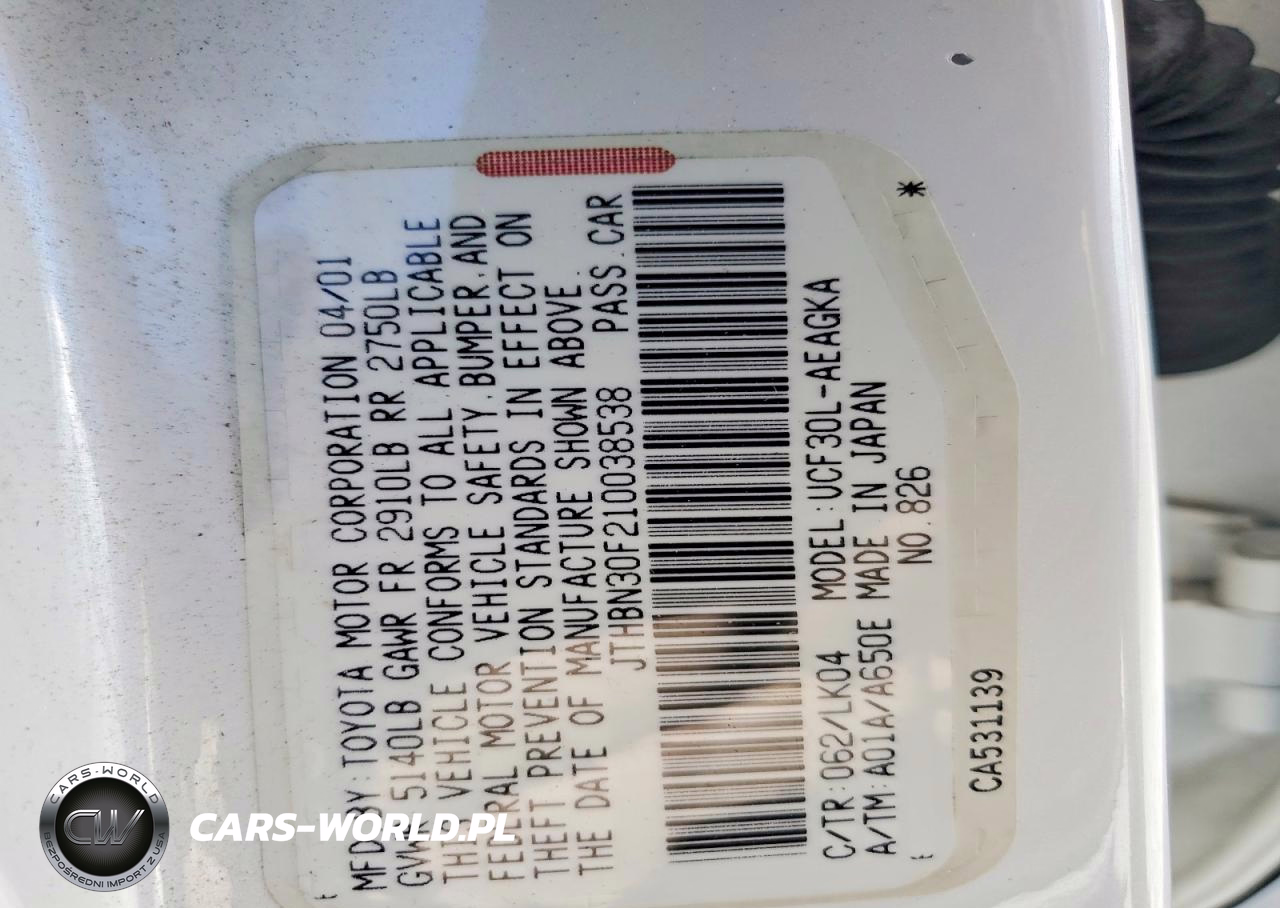 MFD BY:TOYOTA MOTOR CORPORATION 04/01
GVWR 5140LB GAWR FR 2910LB RR 2750LB
THIS VEHICLE CONFORMS TO ALL APPLICABLE
FEDERAL MOTOR VEHICLE SAFETY.BUMPER.AND
THEFT PREVENTION STANDARDS IN EFFECT ON
THE DATE OF MANUFACTURE SHOWN ABOVE.
JTHBN30F210038538 PASS.CAR
C/TR:062/LK04 MODEL:UCF30L-AEAGKA
A/TM:A01A/A650E MADE IN JAPAN
NO.826
CA531139
*
CARS-WORLD
CW
BEZPOŚREDNI IMPORT Z USA
CARS-WORLD.PL